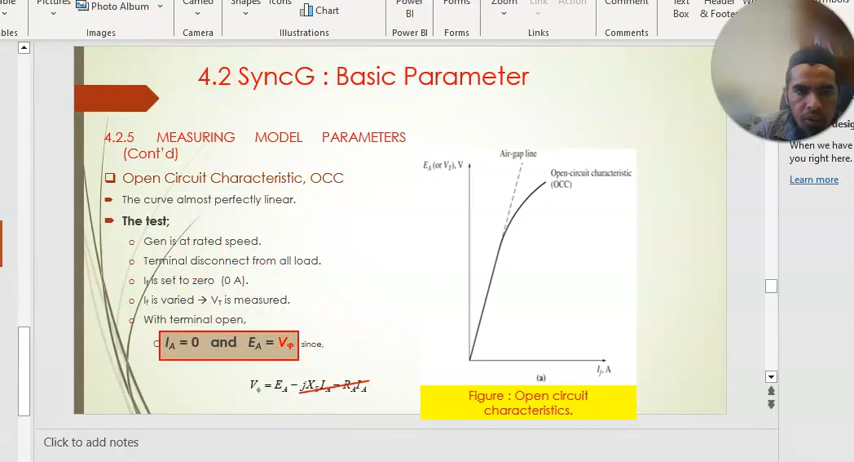 Pictures
Photo Album
Cameo
Shapes
Icons
Chart
Power
BI
Forms
Links
Link
Action
Comment
Text
Box
Header
& Footer
Images
Camera
Illustrations
Power BI
Forms
Comments
4.2 SyncG : Basic Parameter
4.2.5 MEASURING MODEL PARAMETERS
(Cont'd)
❑ Open Circuit Characteristic, OCC
The curve almost perfectly linear.
The test;
o Gen is at rated speed.
o Terminal disconnect from all load.
o If is set to zero (0 A).
o If is varied → VT is measured.
o With terminal open,
o IA = 0 and EA = VΦ since,
Vϕ = EA − jXSIA − RAIA
EA (or VT), V
Air-gap line
Open-circuit characteristic
(OCC)
If, A
(a)
Figure : Open circuit
characteristics.
When we have
you right here.
Learn more
Click to add notes